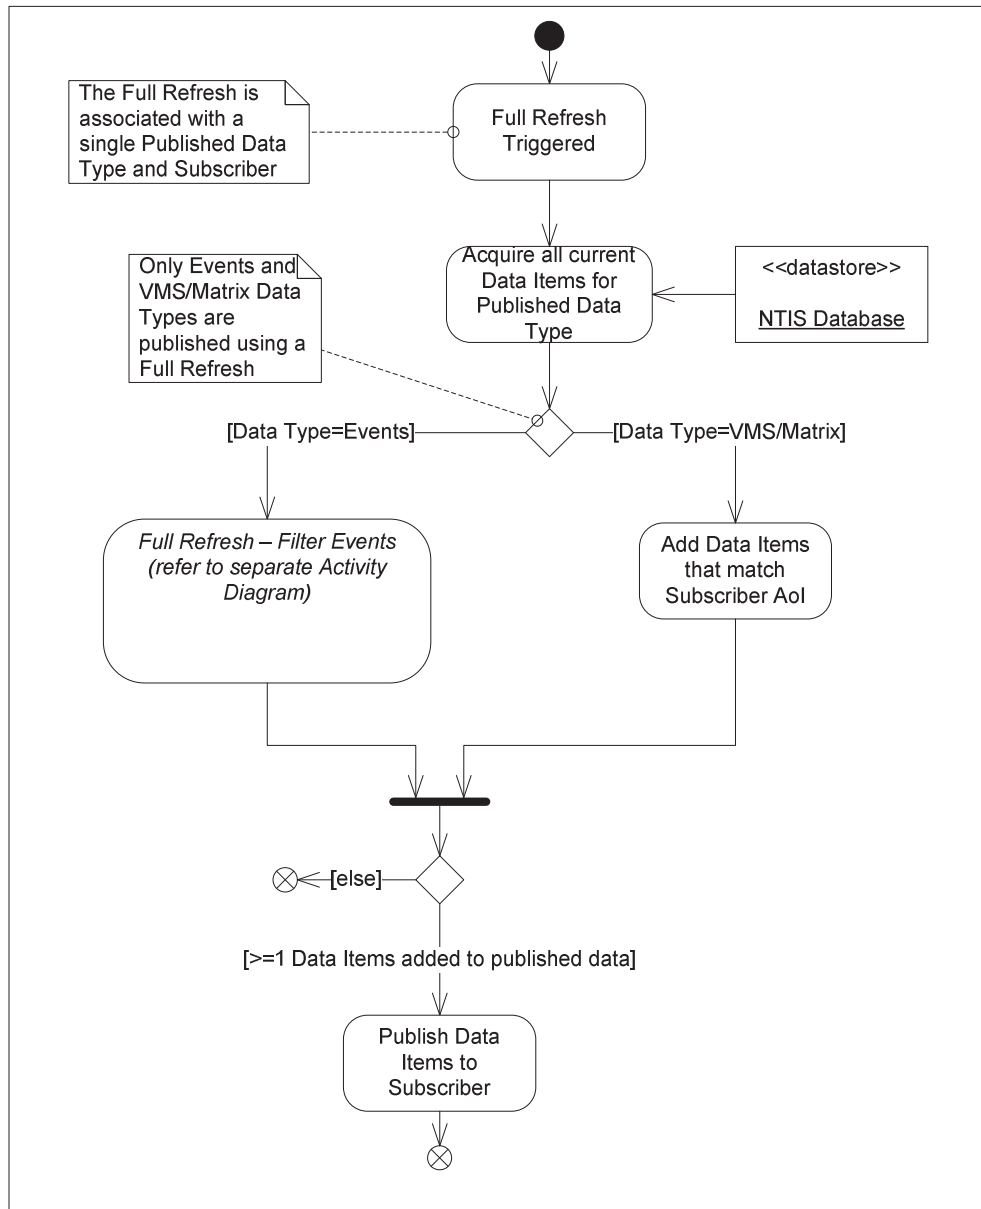 The Full Refresh is
associated with a
single Published Data
Type and Subscriber
Full Refresh
Triggered
Only Events and
VMS/Matrix Data
Types are
published using a
Full Refresh
Acquire all current
Data Items for
Published Data
Type
<<datastore>>
NTIS Database
[Data Type=Events]
[Data Type=VMS/Matrix]
Full Refresh – Filter Events
(refer to separate Activity
Diagram)
Add Data Items
that match
Subscriber AoI
[else]
[>=1 Data Items added to published data]
Publish Data
Items to
Subscriber